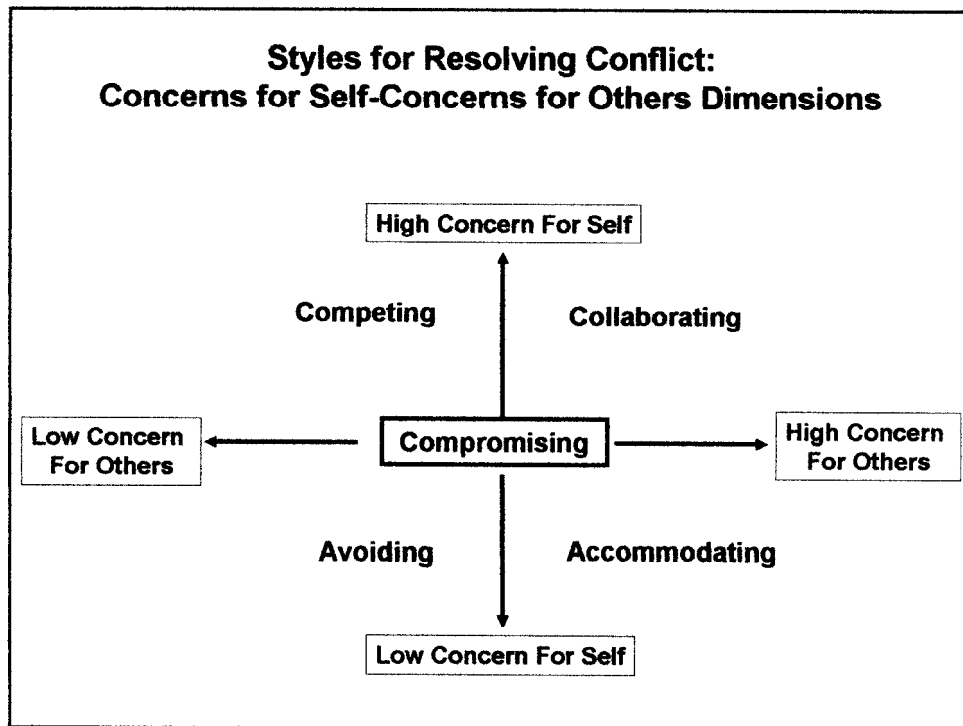 Styles for Resolving Conflict:
Concerns for Self-Concerns for Others Dimensions
High Concern For Self
Competing
Collaborating
Low Concern
For Others
Compromising
High Concern
For Others
Avoiding
Accommodating
Low Concern For Self